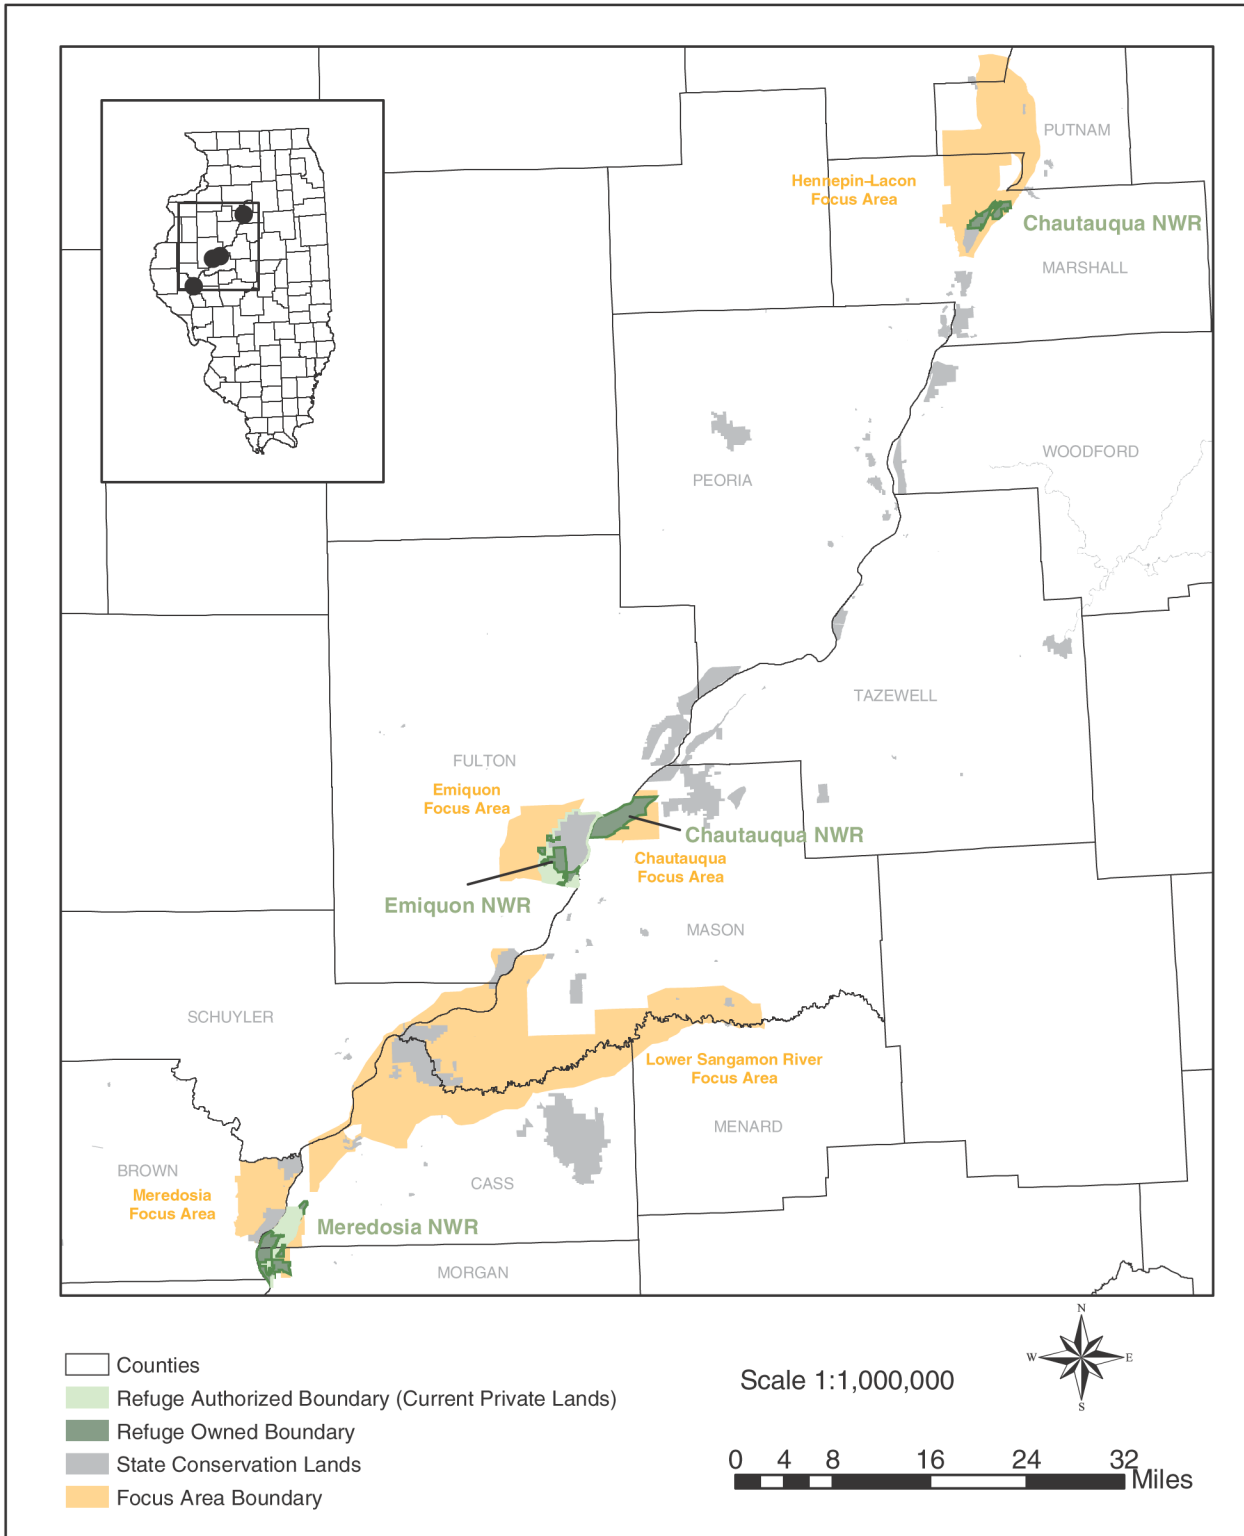 PUTNAM
Hennepin–Lacon
Focus Area
Chautauqua NWR
MARSHALL
WOODFORD
PEORIA
TAZEWELL
FULTON
Emiquon
Focus Area
Chautauqua NWR
Chautauqua
Focus Area
Emiquon NWR
MASON
SCHUYLER
Lower Sangamon River
Focus Area
MENARD
BROWN
CASS
Meredosia
Focus Area
Meredosia NWR
MORGAN
Counties
Refuge Authorized Boundary (Current Private Lands)
Refuge Owned Boundary
State Conservation Lands
Focus Area Boundary
Scale 1:1,000,000
N
W E
S
0 4 8 16 24 32
Miles